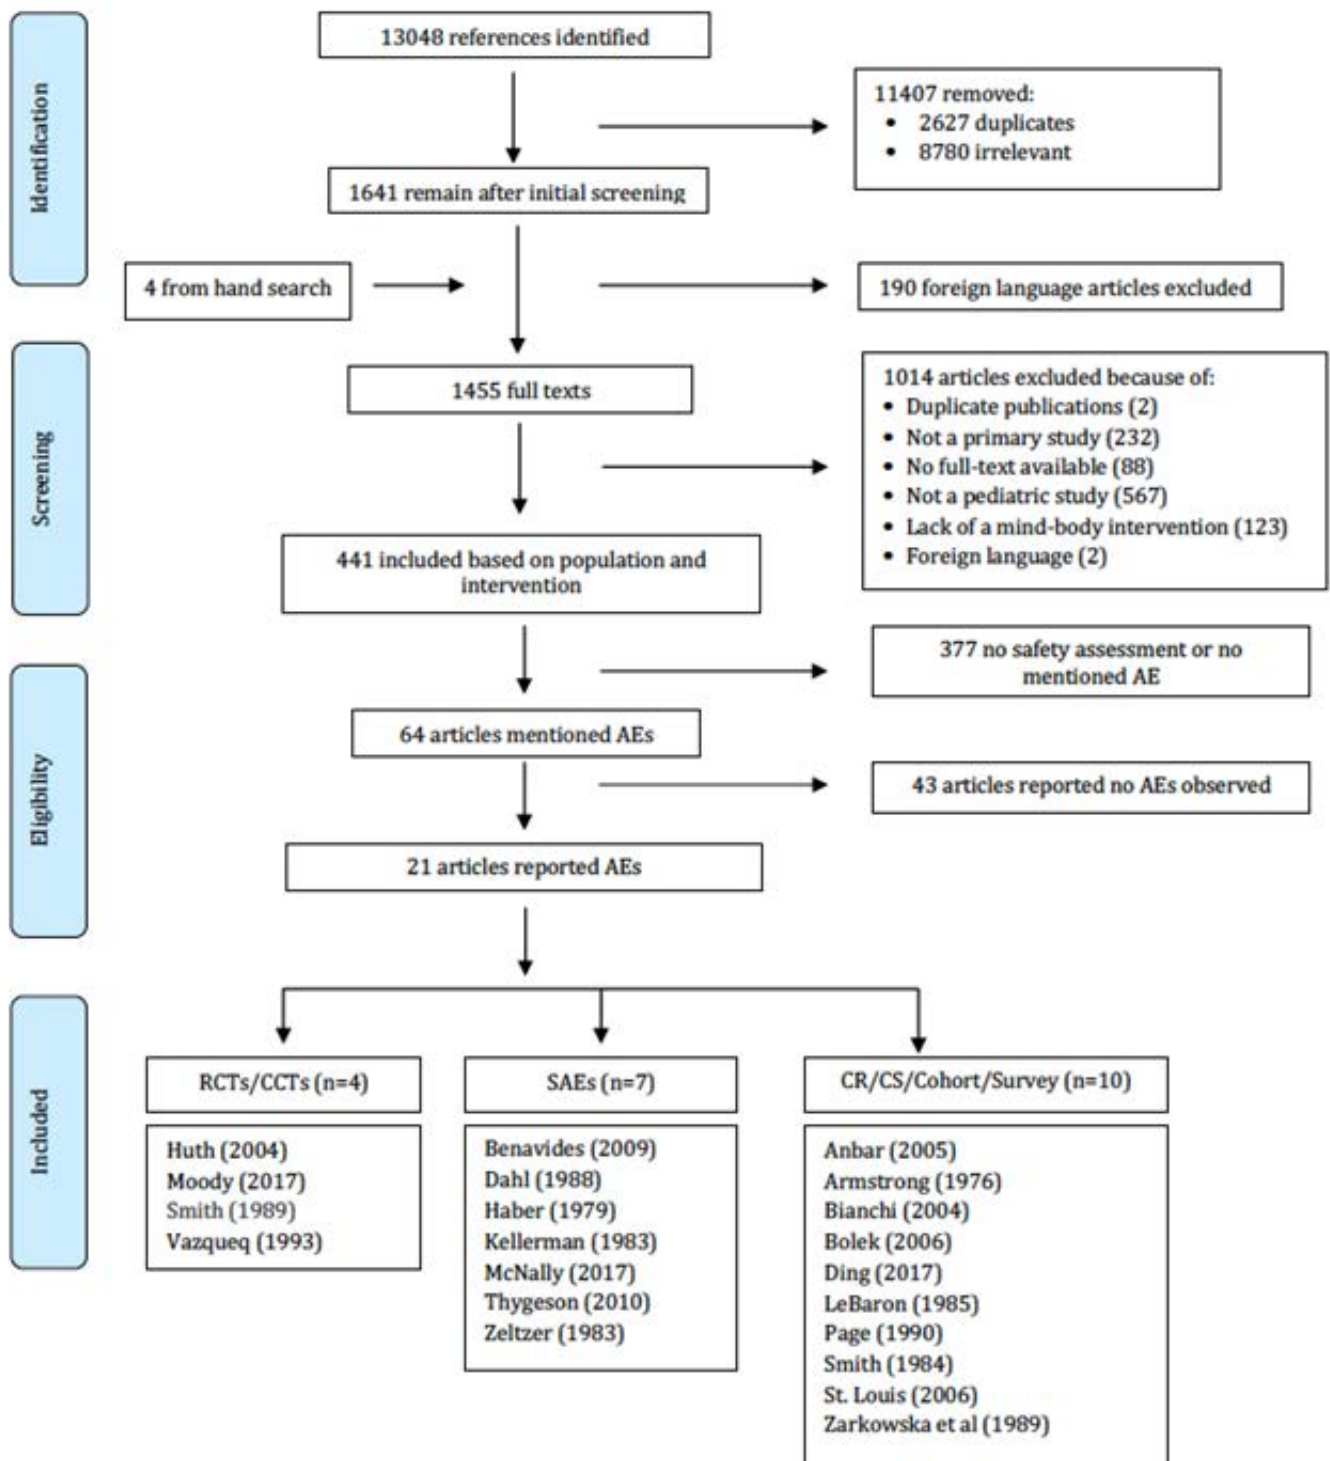 Identification
13048 references identified
11407 removed:
• 2627 duplicates
• 8780 irrelevant
1641 remain after initial screening
4 from hand search
190 foreign language articles excluded
Screening
1455 full texts
1014 articles excluded because of:
• Duplicate publications (2)
• Not a primary study (232)
• No full-text available (88)
• Not a pediatric study (567)
• Lack of a mind-body intervention (123)
• Foreign language (2)
441 included based on population and
intervention
Eligibility
377 no safety assessment or no
mentioned AE
64 articles mentioned AEs
43 articles reported no AEs observed
21 articles reported AEs
Included
RCTs/CCTs (n=4)
Huth (2004)
Moody (2017)
Smith (1989)
Vazqueq (1993)
SAEs (n=7)
Benavides (2009)
Dahl (1988)
Haber (1979)
Kellerman (1983)
McNally (2017)
Thygeson (2010)
Zeltzer (1983)
CR/CS/Cohort/Survey (n=10)
Anbar (2005)
Armstrong (1976)
Bianchi (2004)
Bolek (2006)
Ding (2017)
LeBaron (1985)
Page (1990)
Smith (1984)
St. Louis (2006)
Zarkowska et al (1989)